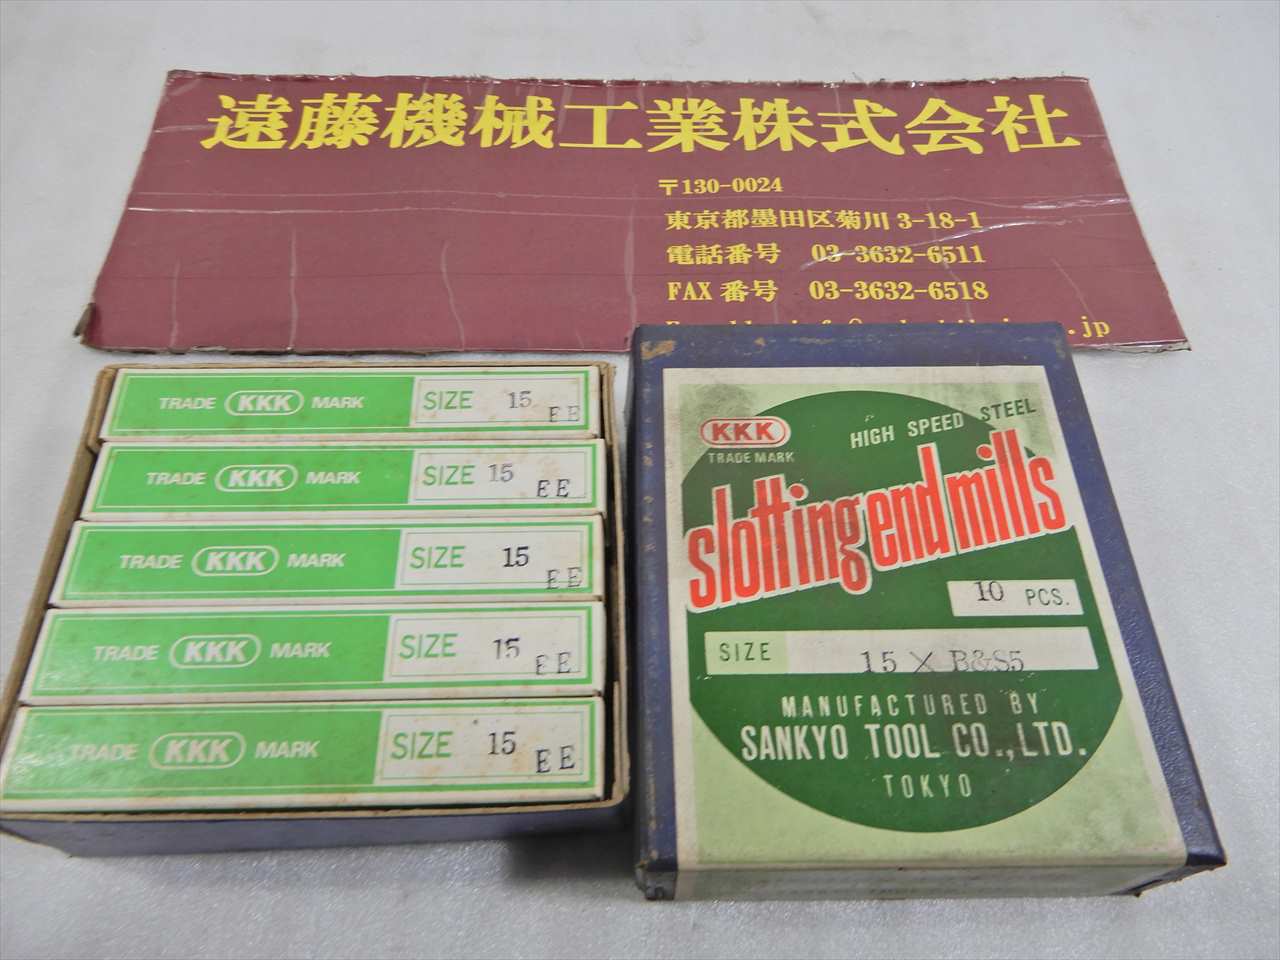 遠藤機械工業株式会社
〒130-0024
東京都墨田区菊川 3-18-1
電話番号 03-3632-6511
FAX 番号 03-3632-6518
.jp
TRADE KKK MARK SIZE 15 EE
TRADE KKK MARK SIZE 15 EE
TRADE KKK MARK SIZE 15 EE
TRADE KKK MARK SIZE 15 EE
TRADE KKK MARK SIZE 15 EE
KKK
TRADE MARK
HIGH SPEED STEEL
slotting end mills
10 PCS.
SIZE 15 X B&S5
MANUFACTURED BY
SANKYO TOOL CO.,LTD.
TOKYO